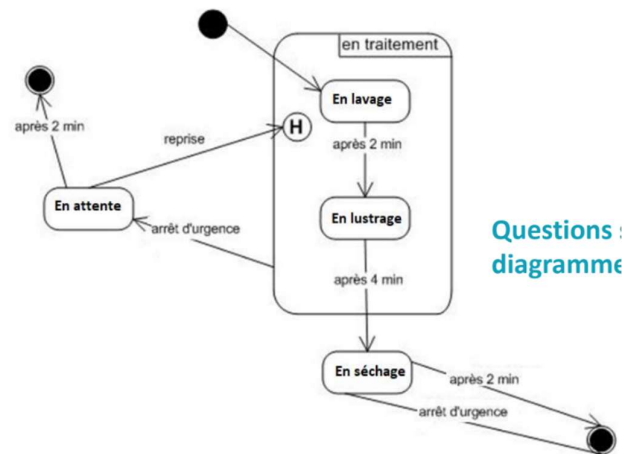 en traitement
En lavage
après 2 min
H
reprise
après 2 min
En attente
En lustrage
arrêt d'urgence
Questions
diagramme
après 4 min
En séchage
après 2 min
arrêt d'urgence